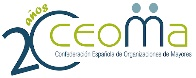 20 años
ceoma
Confederación Española de Organizaciones de Mayores